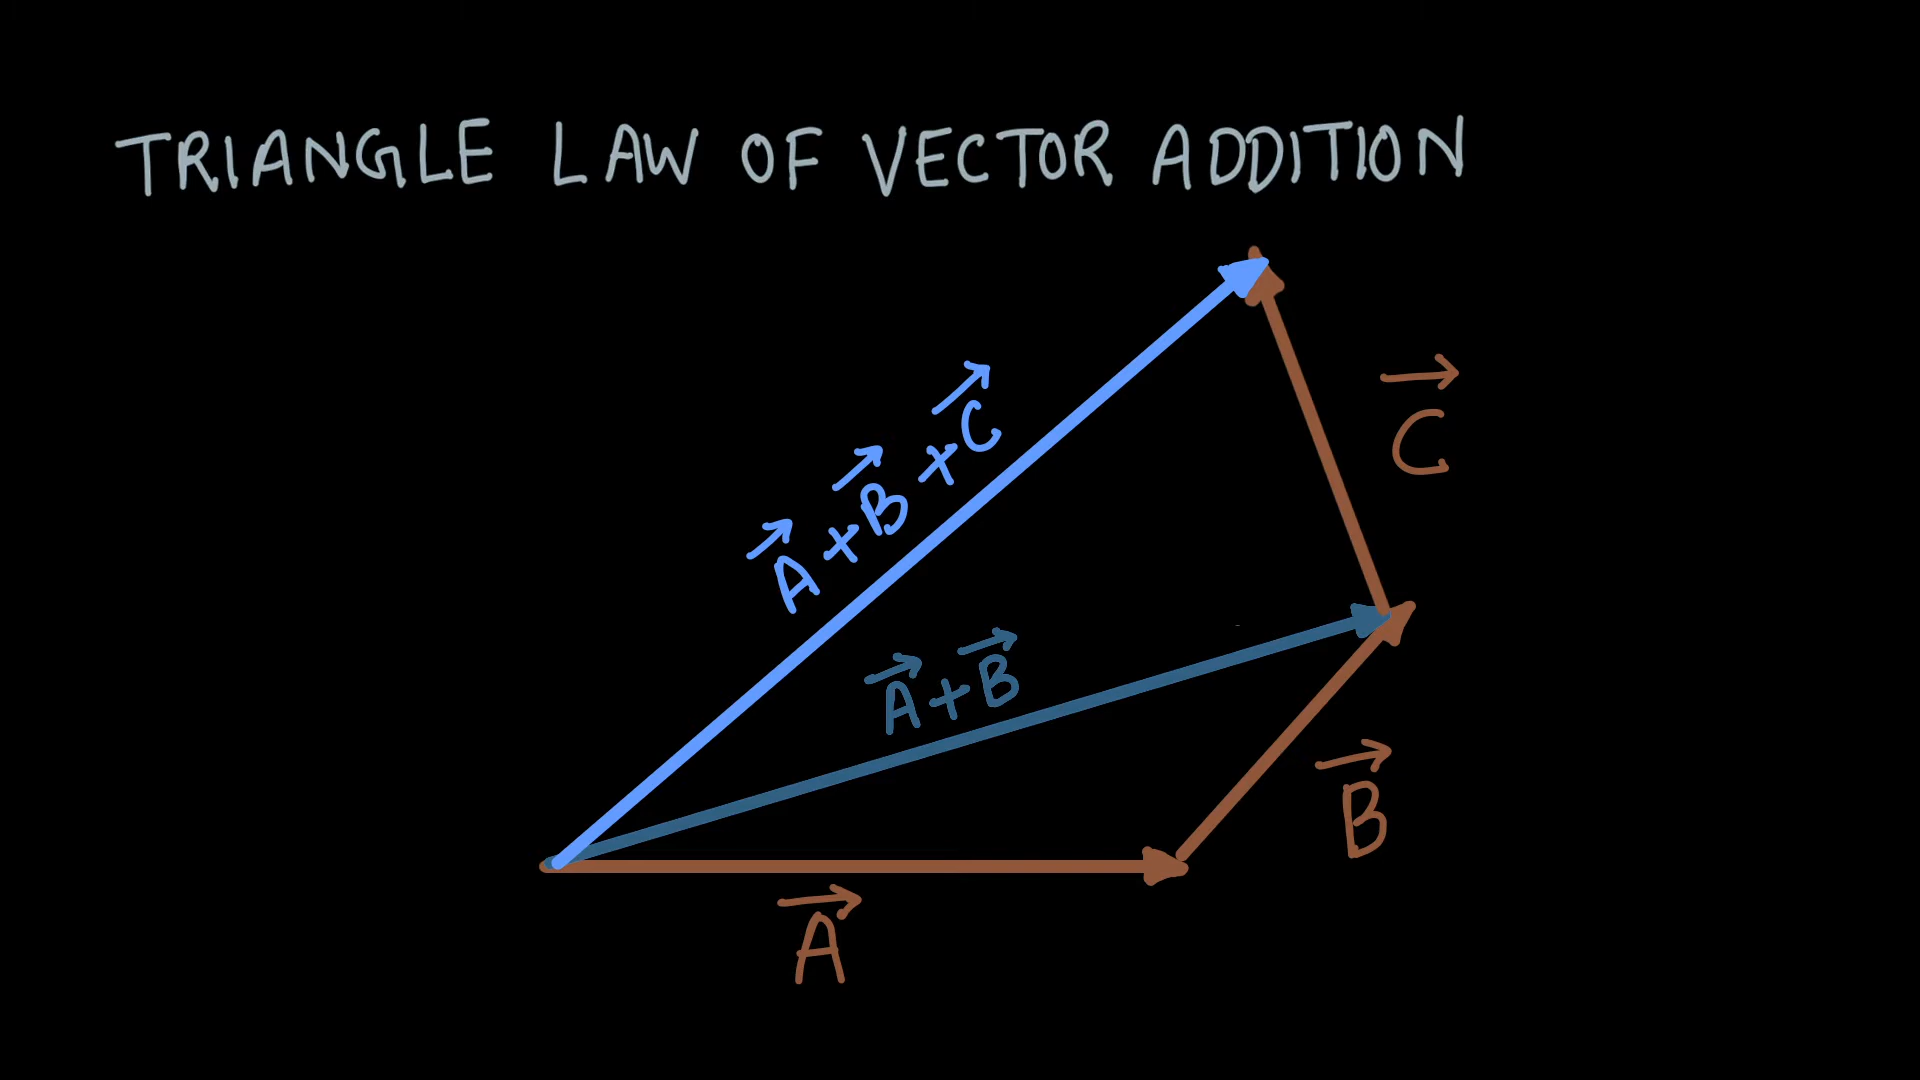 TRIANGLE LAW OF VECTOR ADDITION
A⃗+B⃗+C⃗
C⃗
A⃗+B⃗
B⃗
A⃗